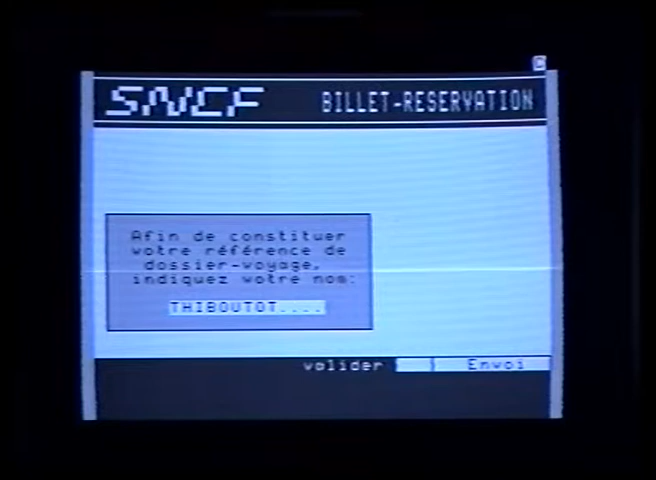 C
SNCF
BILLET-RESERVATION
Afin de constituer
votre référence de
dossier-voyage,
indiquez votre nom:
THIBOUTOT....
valider
Envoi